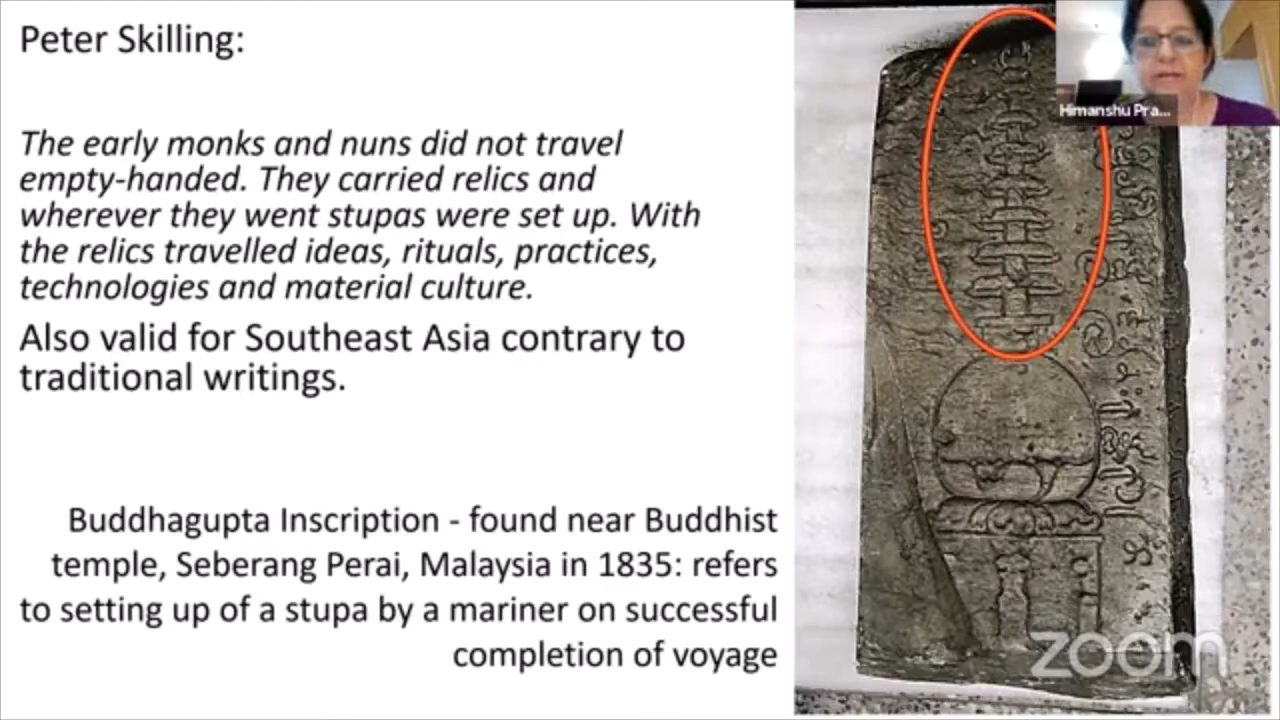 Peter Skilling:
The early monks and nuns did not travel
empty-handed. They carried relics and
wherever they went stupas were set up. With
the relics travelled ideas, rituals, practices,
technologies and material culture.
Also valid for Southeast Asia contrary to
traditional writings.
Buddhagupta Inscription - found near Buddhist
temple, Seberang Perai, Malaysia in 1835: refers
to setting up of a stupa by a mariner on successful
completion of voyage
Himanshu Pra...
zoom